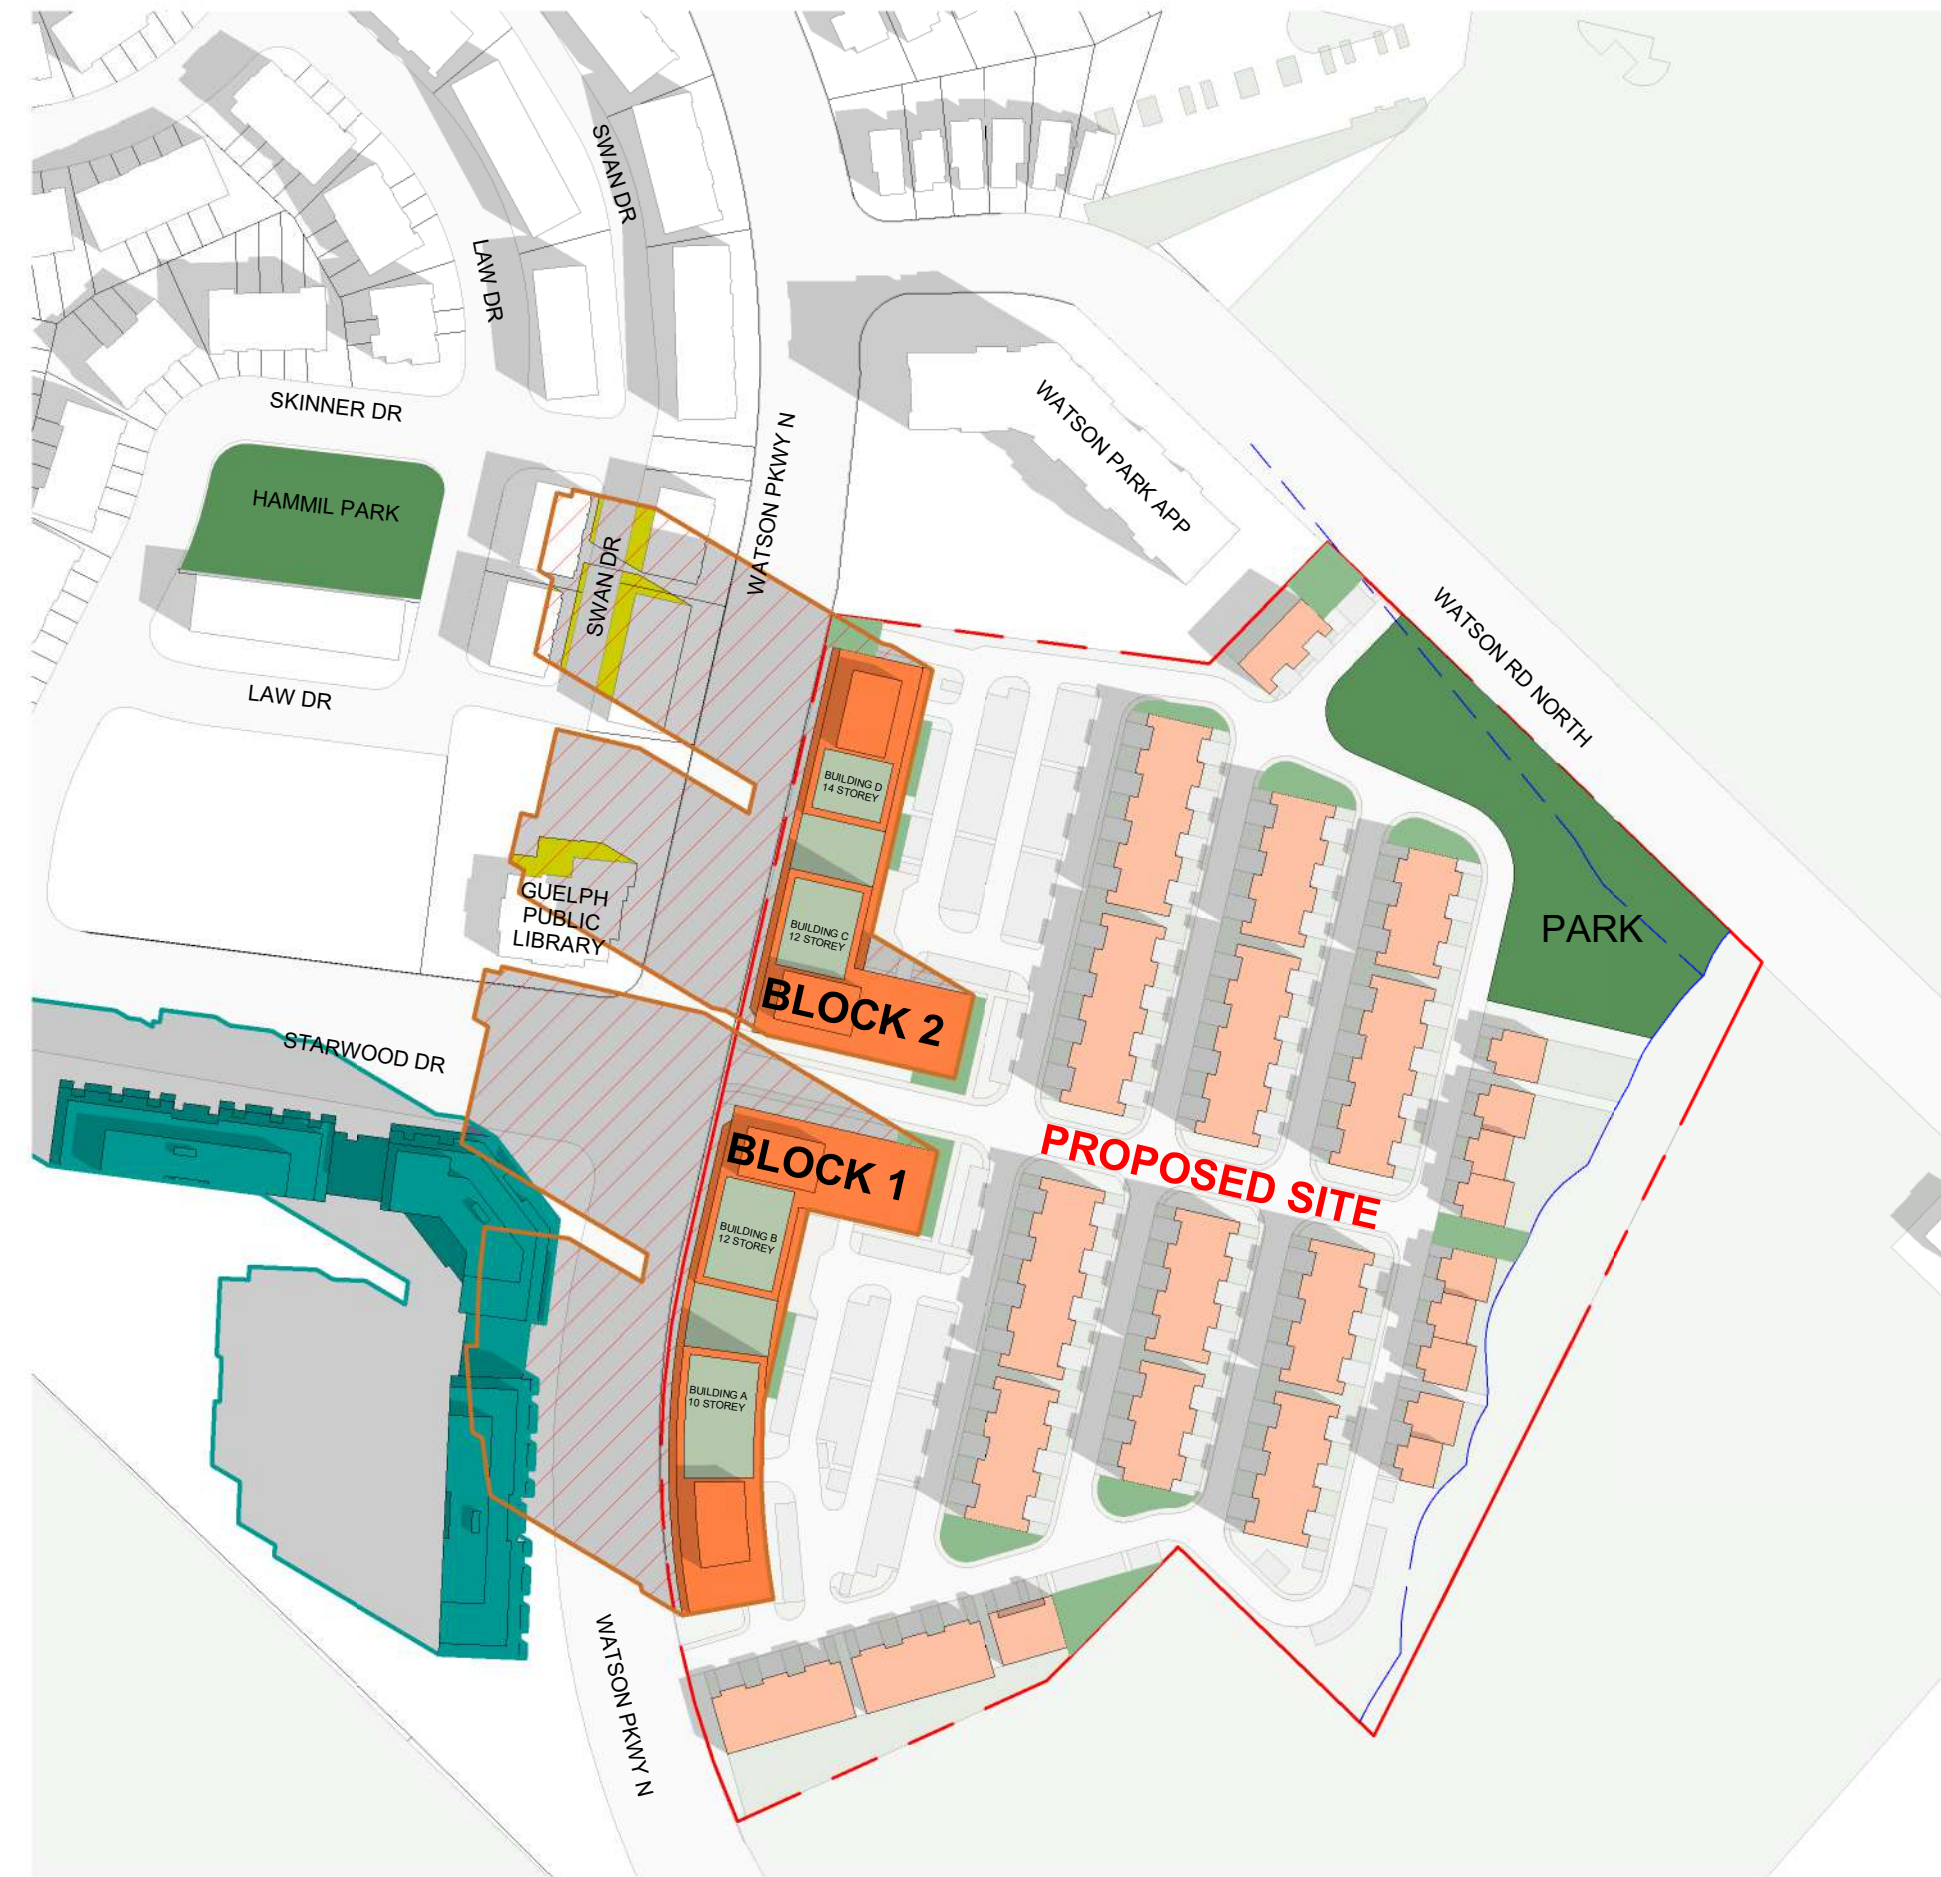 SWAN DR
LAW DR
SKINNER DR
WATSON PKWY N
WATSON PARK APP
HAMMIL PARK
SWAN DR
WATSON RD NORTH
LAW DR
BUILDING D
14 STOREY
GUELPH
PUBLIC
LIBRARY
BUILDING C
12 STOREY
PARK
BLOCK 2
STARWOOD DR
BLOCK 1
PROPOSED SITE
BUILDING B
12 STOREY
BUILDING A
10 STOREY
WATSON PKWY N